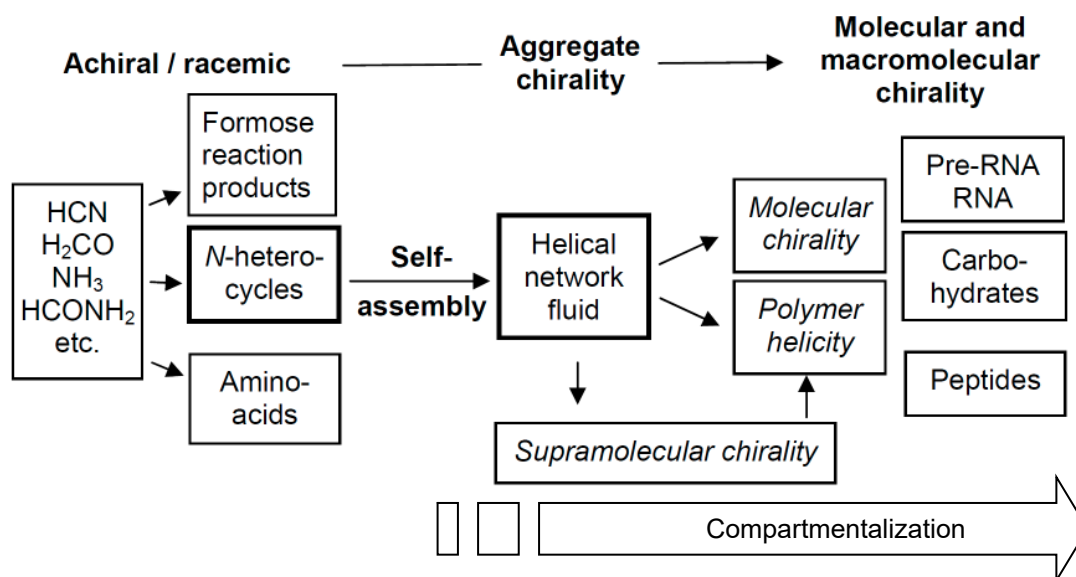 Achiral / racemic
Aggregate
chirality
Molecular and
macromolecular
chirality
HCN
H₂CO
NH₃
HCONH₂
etc.
Formose
reaction
products
N-hetero-
cycles
Amino-
acids
Self-
assembly
Helical
network
fluid
Supramolecular chirality
Molecular
chirality
Polymer
helicity
Pre-RNA
RNA
Carbo-
hydrates
Peptides
Compartmentalization